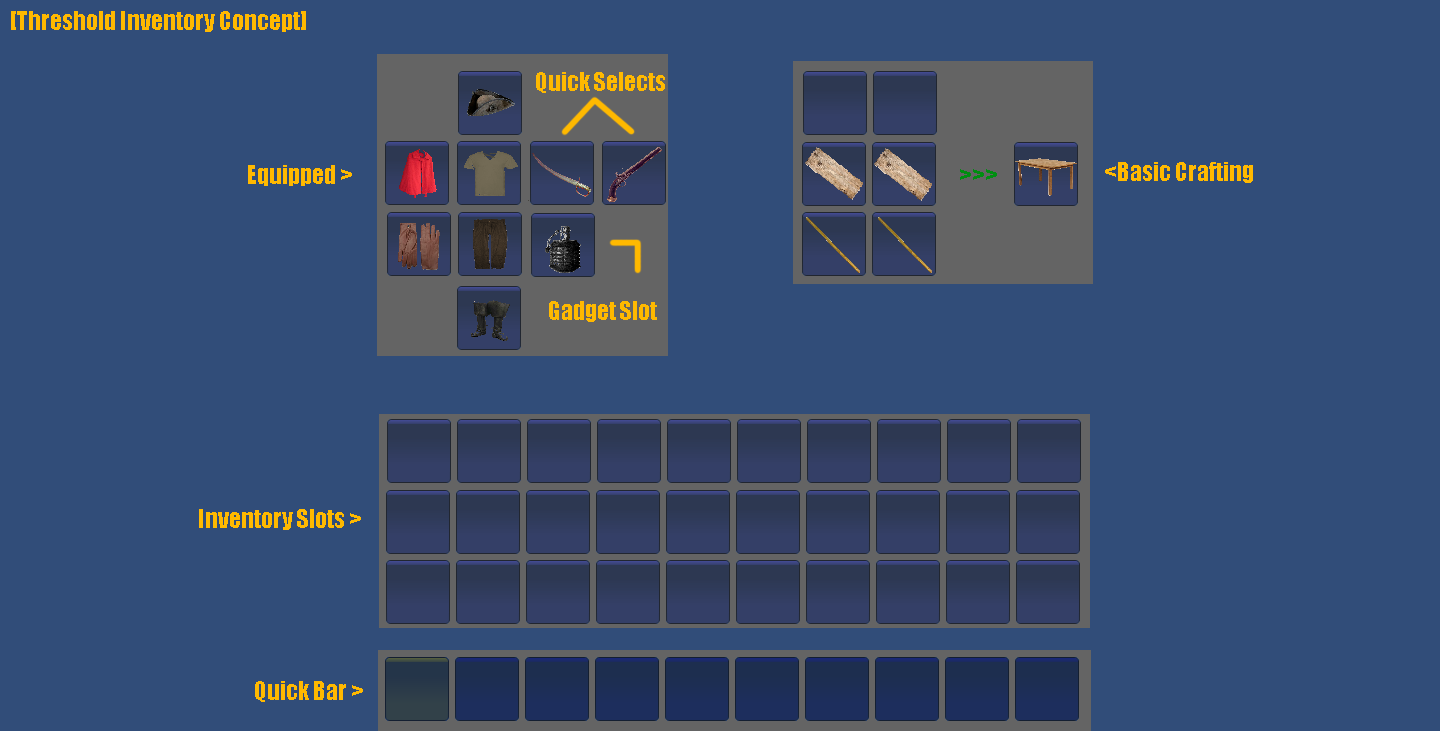 [Threshold Inventory Concept]
Quick Selects
Equipped >
>>>
<Basic Crafting
Gadget Slot
Inventory Slots >
Quick Bar >